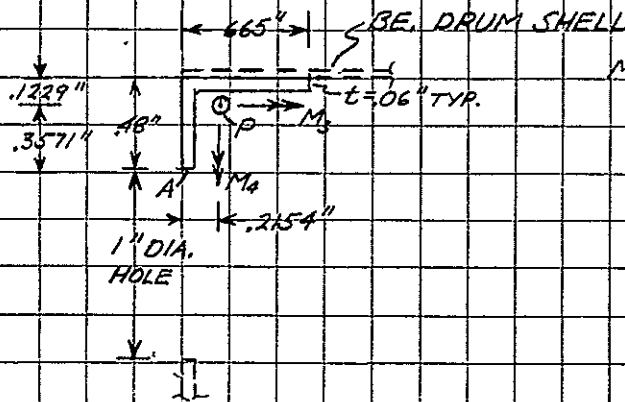 .665"
BE. DRUM SHELL
M
.1229"
t=.06" TYP.
.48"
P
M3
.3571"
A
M4
.2154"
1" DIA.
HOLE